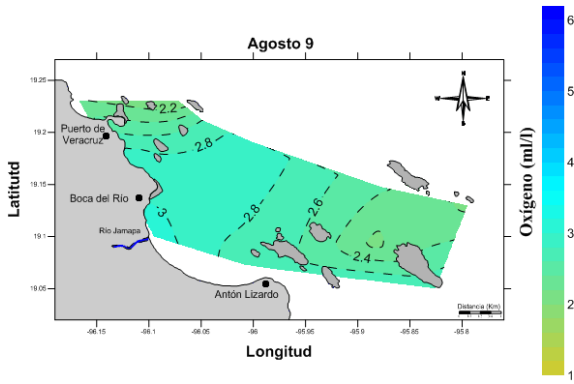 Agosto 9
N
W
E
S
19.25
19.2
19.15
19.1
19.05
Latitutd
2.2
2.8
Puerto de
Veracruz
Boca del Río
Río Jamapa
.3
2.8
2.6
2.4
Antón Lizardo
Distancia (Km)
-96.15
-96.1
-96.05
-96
-95.95
-95.9
-95.85
-95.8
Longitud
Oxígeno (ml/l)
6
5
4
3
2
1